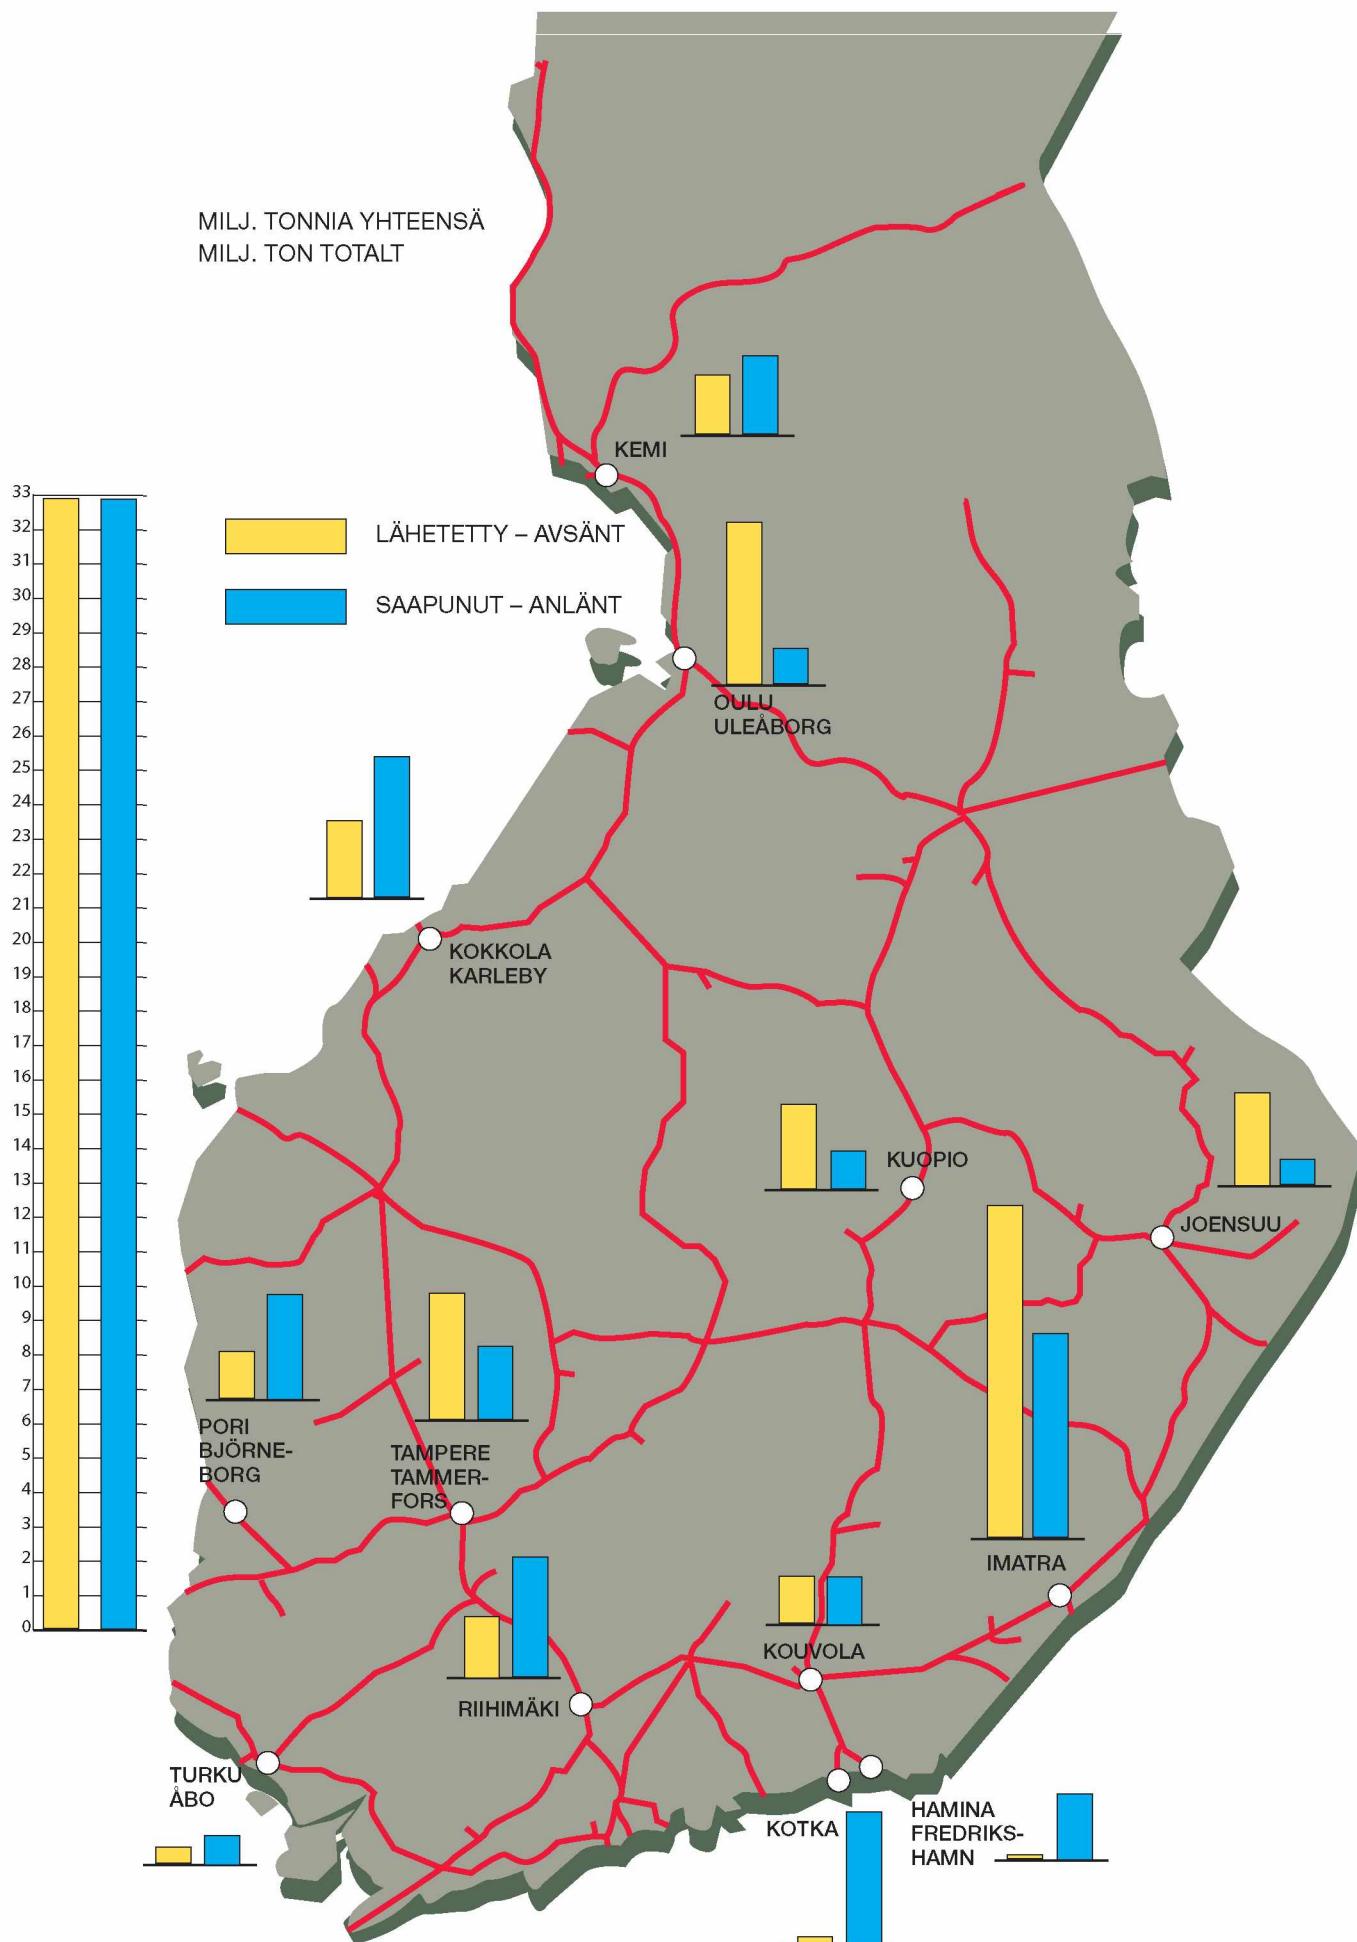 MILJ. TONNIA YHTEENSÄ
MILJ. TON TOTALT
KEMI
33
32
31
30
29
28
27
26
25
24
23
22
21
20
19
18
17
16
15
14
13
12
11
10
9
8
7
6
5
4
3
2
1
0
LÄHETETTY – AVSÄNT
SAAPUNUT – ANLÄNT
OULU
ULEÅBORG
KOKKOLA
KARLEBY
KUOPIO
JOENSUU
PORI
BJÖRNE-
BORG
TAMPERE
TAMMER-
FORS
IMATRA
KOUVOLA
RIIHIMÄKI
TURKU
ÅBO
KOTKA
HAMINA
FREDRIKS-
HAMN